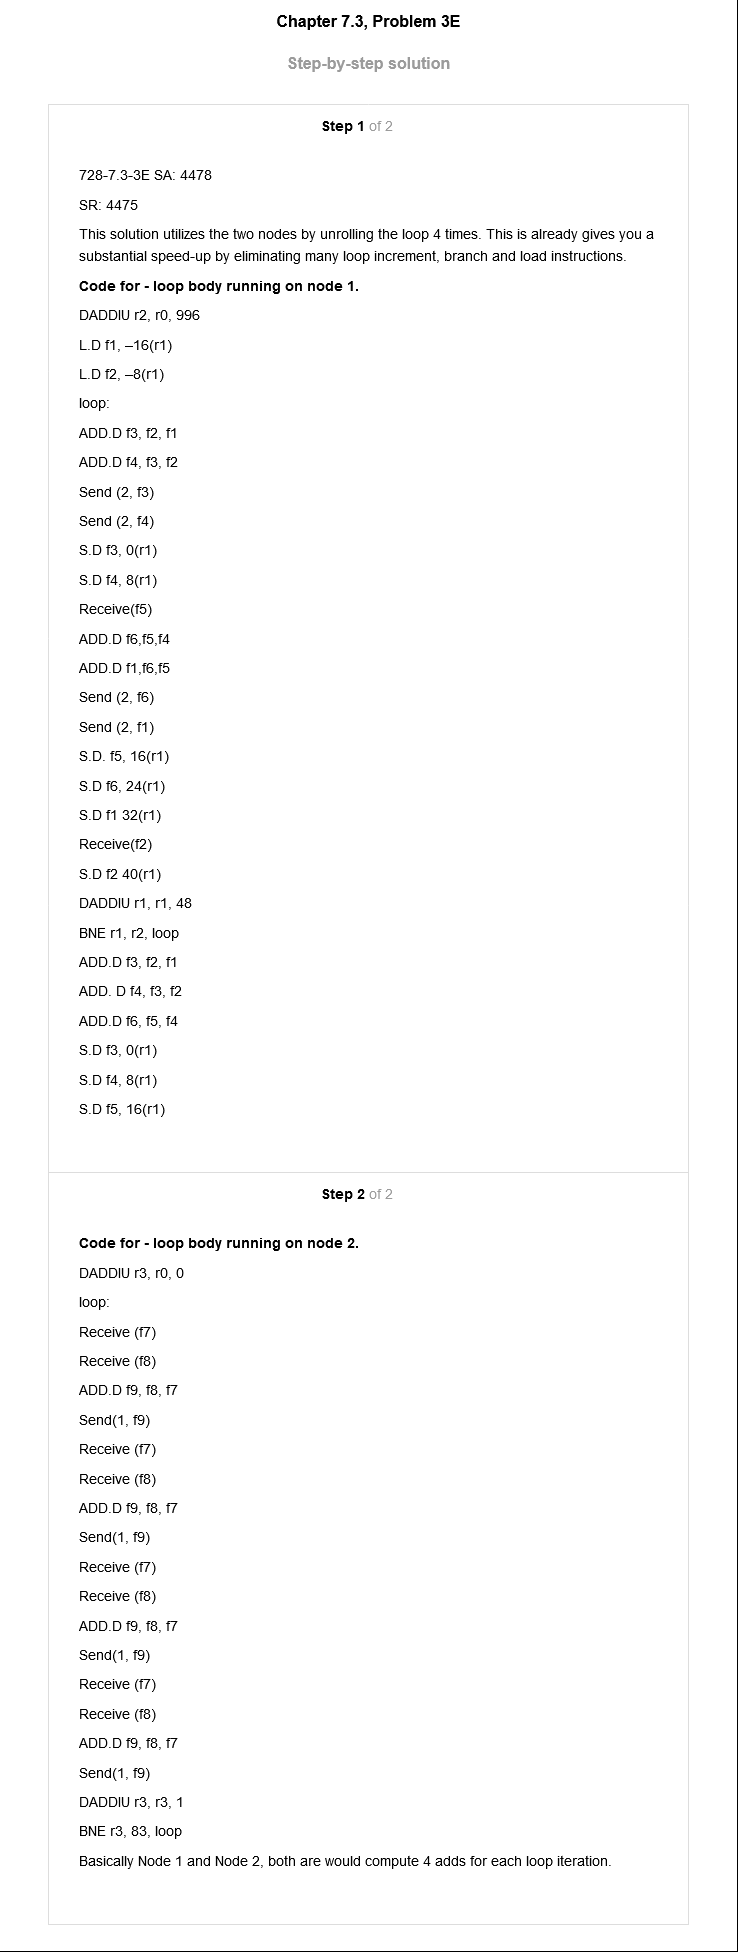 Chapter 7.3, Problem 3E
Step-by-step solution
Step 1 of 2
728-7.3-3E SA: 4478
SR: 4475
This solution utilizes the two nodes by unrolling the loop 4 times. This is already gives you a
substantial speed-up by eliminating many loop increment, branch and load instructions.
Code for - loop body running on node 1.
DADDIU r2, r0, 996
L.D f1, –16(r1)
L.D f2, –8(r1)
loop:
ADD.D f3, f2, f1
ADD.D f4, f3, f2
Send (2, f3)
Send (2, f4)
S.D f3, 0(r1)
S.D f4, 8(r1)
Receive(f5)
ADD.D f6,f5,f4
ADD.D f1,f6,f5
Send (2, f6)
Send (2, f1)
S.D. f5, 16(r1)
S.D f6, 24(r1)
S.D f1 32(r1)
Receive(f2)
S.D f2 40(r1)
DADDIU r1, r1, 48
BNE r1, r2, loop
ADD.D f3, f2, f1
ADD. D f4, f3, f2
ADD.D f6, f5, f4
S.D f3, 0(r1)
S.D f4, 8(r1)
S.D f5, 16(r1)
Step 2 of 2
Code for - loop body running on node 2.
DADDIU r3, r0, 0
loop:
Receive (f7)
Receive (f8)
ADD.D f9, f8, f7
Send(1, f9)
Receive (f7)
Receive (f8)
ADD.D f9, f8, f7
Send(1, f9)
Receive (f7)
Receive (f8)
ADD.D f9, f8, f7
Send(1, f9)
Receive (f7)
Receive (f8)
ADD.D f9, f8, f7
Send(1, f9)
DADDIU r3, r3, 1
BNE r3, 83, loop
Basically Node 1 and Node 2, both are would compute 4 adds for each loop iteration.